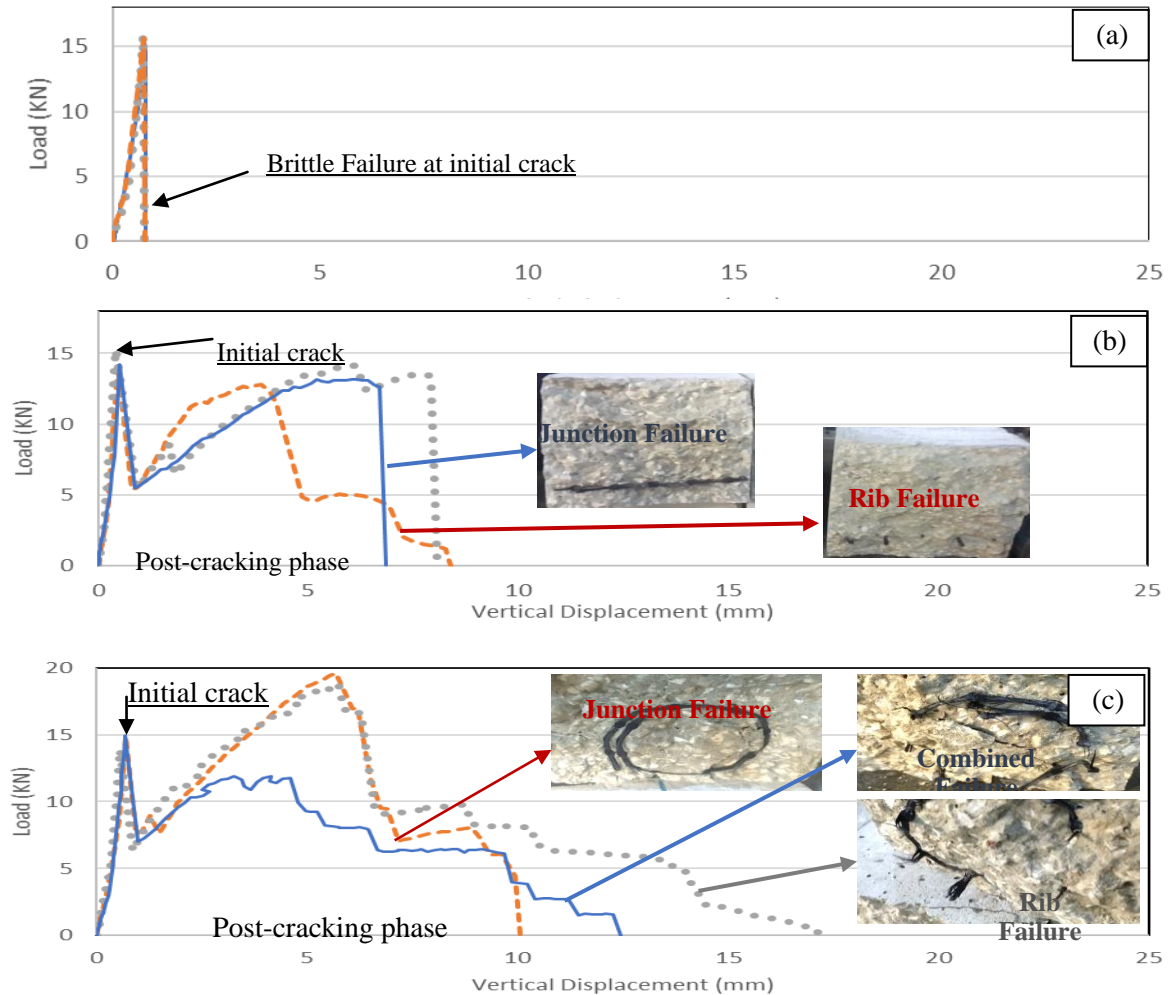 (a)
15
10
5
0
Load (KN)
Brittle Failure at initial crack
0 5 10 15 20 25
(mm)
(b)
15
10
5
0
Load (KN)
Initial crack
Junction Failure
Rib Failure
Post-cracking phase
0 5 10 15 20 25
Vertical Displacement (mm)
(c)
20
15
10
5
0
Load (KN)
Initial crack
Junction Failure
Combined
Failure
Rib
Failure
Post-cracking phase
0 5 10 15 20 25
Vertical Displacement (mm)